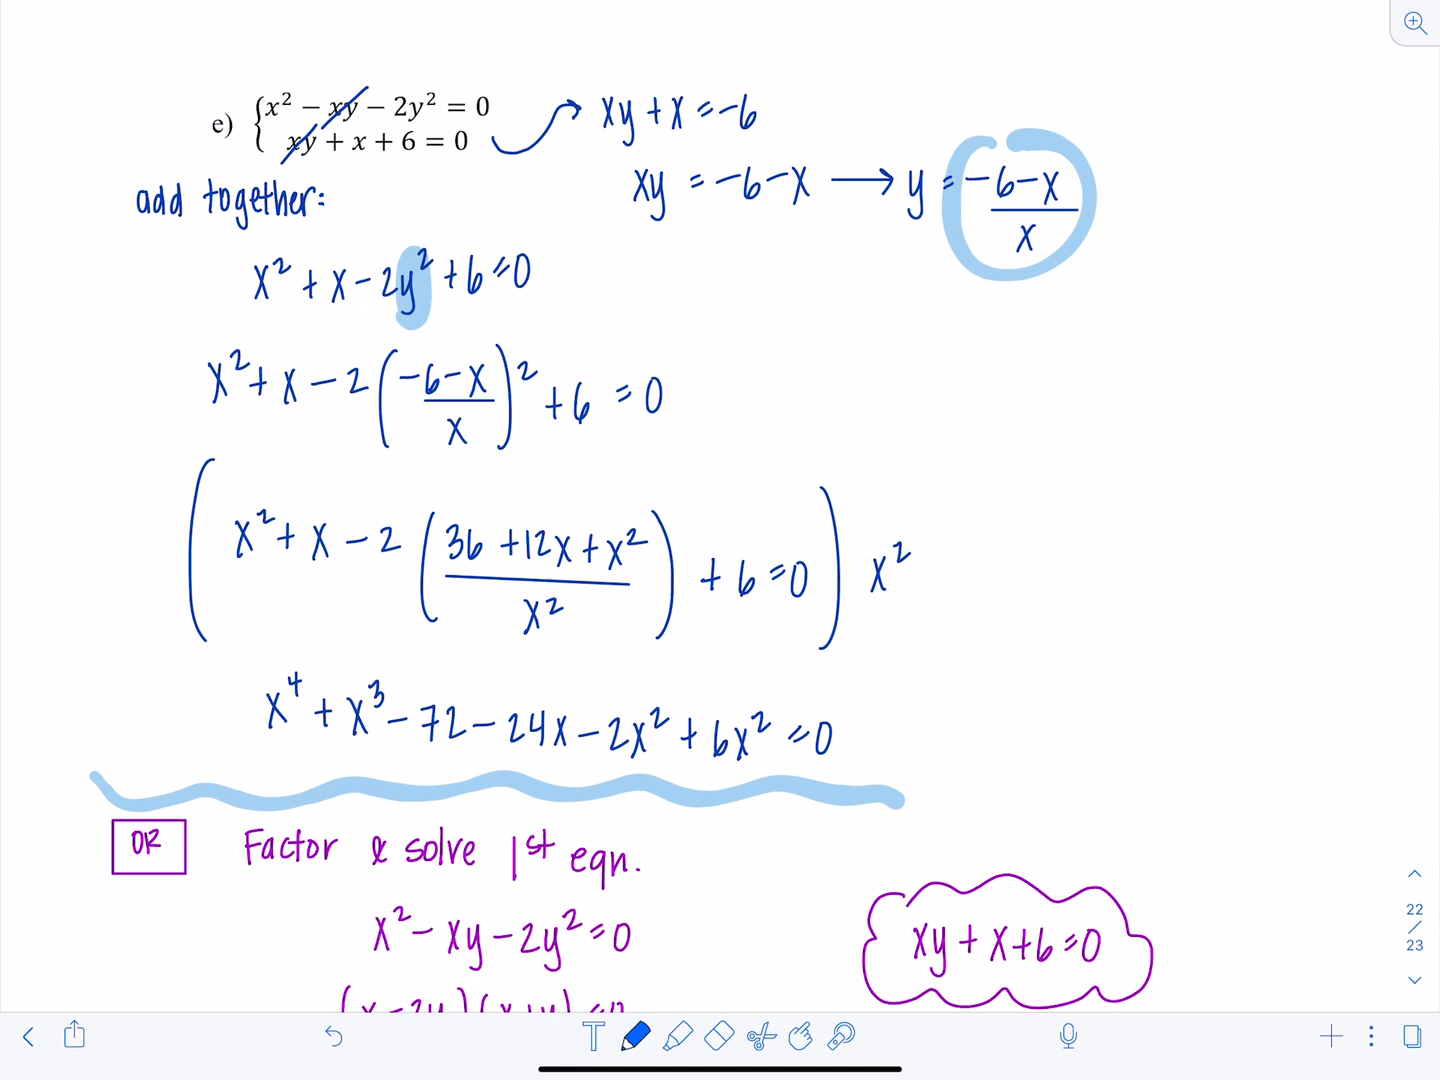 e) { x² − xy − 2y² = 0
xy + x + 6 = 0
xy + x = −6
xy = −6 − x → y = (−6−x)/x
add together:
x² + x − 2y² + 6 = 0
x² + x − 2(−6−x / x)² + 6 = 0
(x² + x − 2(36 + 12x + x² / x²) + 6 = 0) x²
x⁴ + x³ − 72 − 24x − 2x² + 6x² = 0
OR Factor & solve 1st eqn.
x² − xy − 2y² = 0
xy + x + 6 = 0
(x − 2y)(x + y) = 0
22
/
23
T